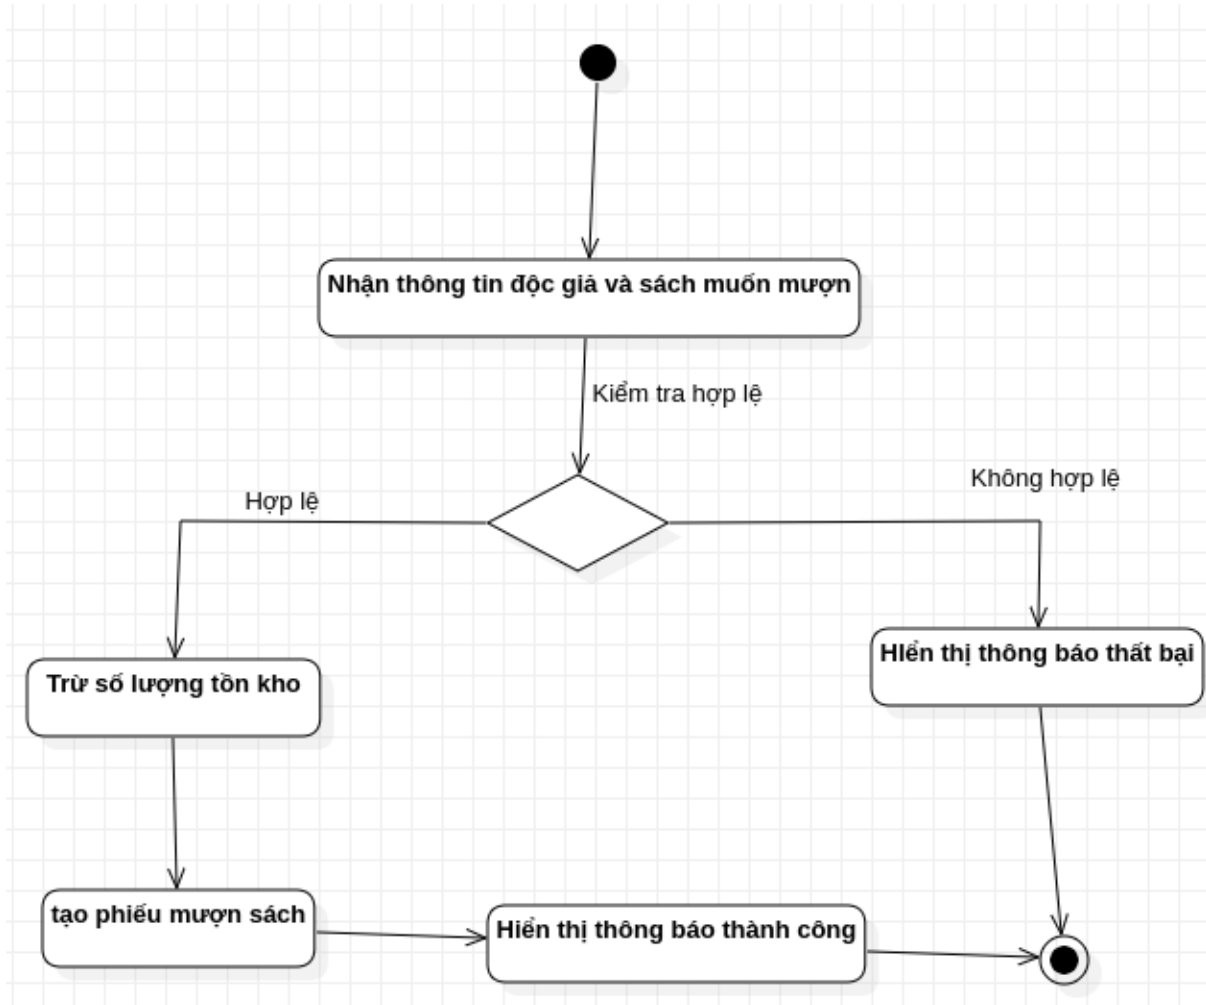 Nhận thông tin độc giả và sách muốn mượn
Kiểm tra hợp lệ
Hợp lệ
Không hợp lệ
Trừ số lượng tồn kho
HIển thị thông báo thất bại
tạo phiếu mượn sách
Hiển thị thông báo thành công